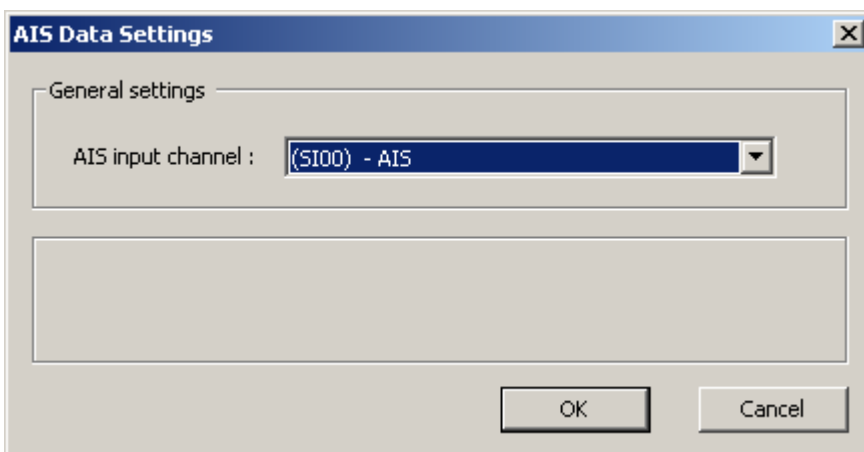 AIS Data Settings
General settings
AIS input channel : (SI00) - AIS
OK Cancel